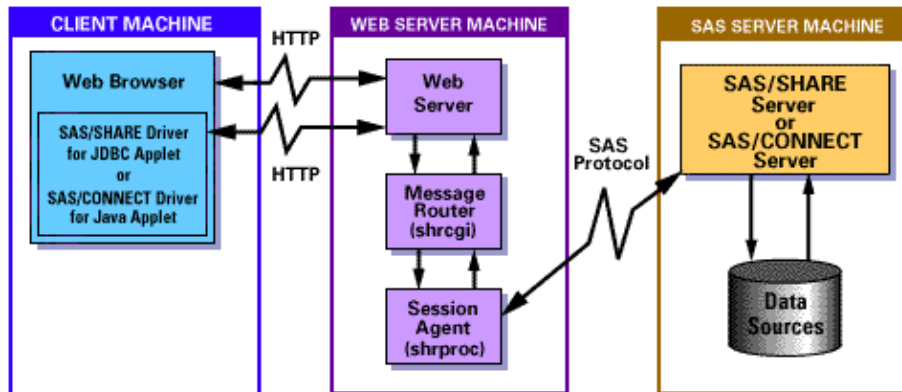 CLIENT MACHINE
Web Browser
SAS/SHARE Driver
for JDBC Applet
or
SAS/CONNECT Driver
for Java Applet
HTTP
HTTP
WEB SERVER MACHINE
Web
Server
Message
Router
(shrcgi)
Session
Agent
(shrproc)
SAS
Protocol
SAS SERVER MACHINE
SAS/SHARE
Server
or
SAS/CONNECT
Server
Data
Sources